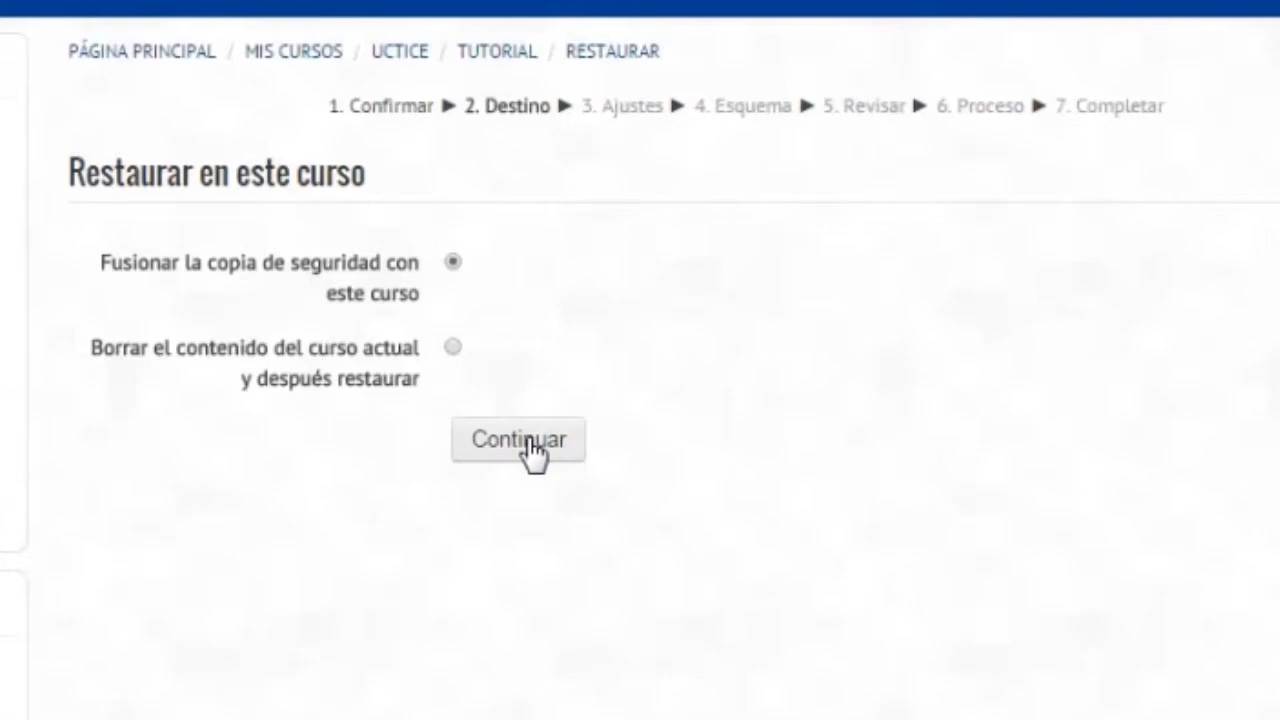 PÁGINA PRINCIPAL / MIS CURSOS / UCTICE / TUTORIAL / RESTAURAR
1. Confirmar ► 2. Destino ► 3. Ajustes ► 4. Esquema ► 5. Revisar ► 6. Proceso ► 7. Completar
Restaurar en este curso
Fusionar la copia de seguridad con
este curso
Borrar el contenido del curso actual
y después restaurar
Continuar